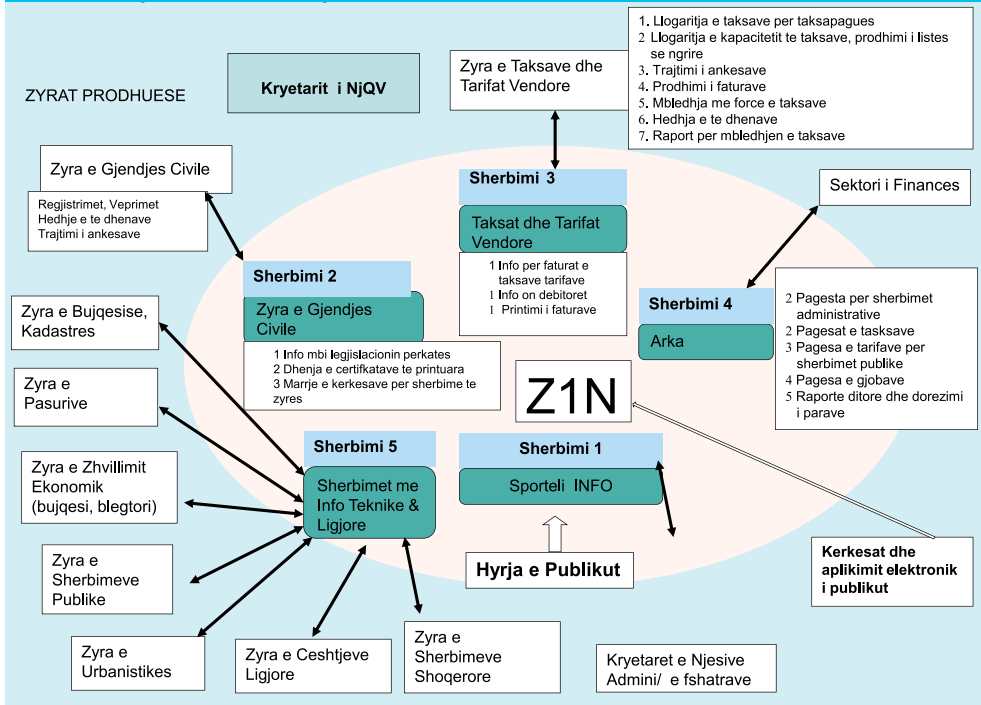 ZYRAT PRODHUESE
Kryetarit i NjQV
Zyra e Taksave dhe
Tarifat Vendore
1. Llogaritja e taksave per taksapagues
2 Llogaritja e kapacitetit te taksave, prodhimi i listes
se ngrire
3. Trajtimi i ankesave
4. Prodhimi i faturave
5. Mbledhja me force e taksave
6. Hedhja e te dhenave
7. Raport per mbledhjen e taksave
Zyra e Gjendjes Civile
Regjistrimet, Veprimet
Hedhje e te dhenave
Trajtimi i ankesave
Sherbimi 3
Taksat dhe Tarifat
Vendore
1 Info per faturat e
taksave tarifave
1 Info on debitoret
1 Printimi i faturave
Sektori i Finances
Sherbimi 2
Zyra e Gjendjes
Civile
1 Info mbi legjislacionin perkates
2 Dhenja e certifkatave te printuara
3 Marrje e kerkesave per sherbime te
zyres
Sherbimi 4
Arka
2 Pagesta per sherbimet
administrative
2 Pagesat e tasksave
3 Pagesa e tarifave per
sherbimet publike
4 Pagesa e gjobave
5 Raporte ditore dhe dorezimi
i parave
Zyra e Bujqesise,
Kadastres
Zyra e
Pasurive
Zyra e Zhvillimit
Ekonomik
(bujqesi, blegtori)
Zyra e
Sherbimeve
Publike
Zyra e
Urbanistikes
Z1N
Sherbimi 5
Sherbimet me
Info Teknike &
Ligjore
Sherbimi 1
Sporteli INFO
Hyrja e Publikut
Kerkesat dhe
aplikimit elektronik
i publikut
Zyra e Ceshtjeve
Ligjore
Zyra e
Sherbimeve
Shoqerore
Kryetaret e Njesive
Admini/ e fshatrave